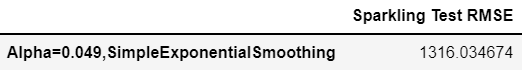 Sparkling Test RMSE
Alpha=0.049,SimpleExponentialSmoothing 1316.034674